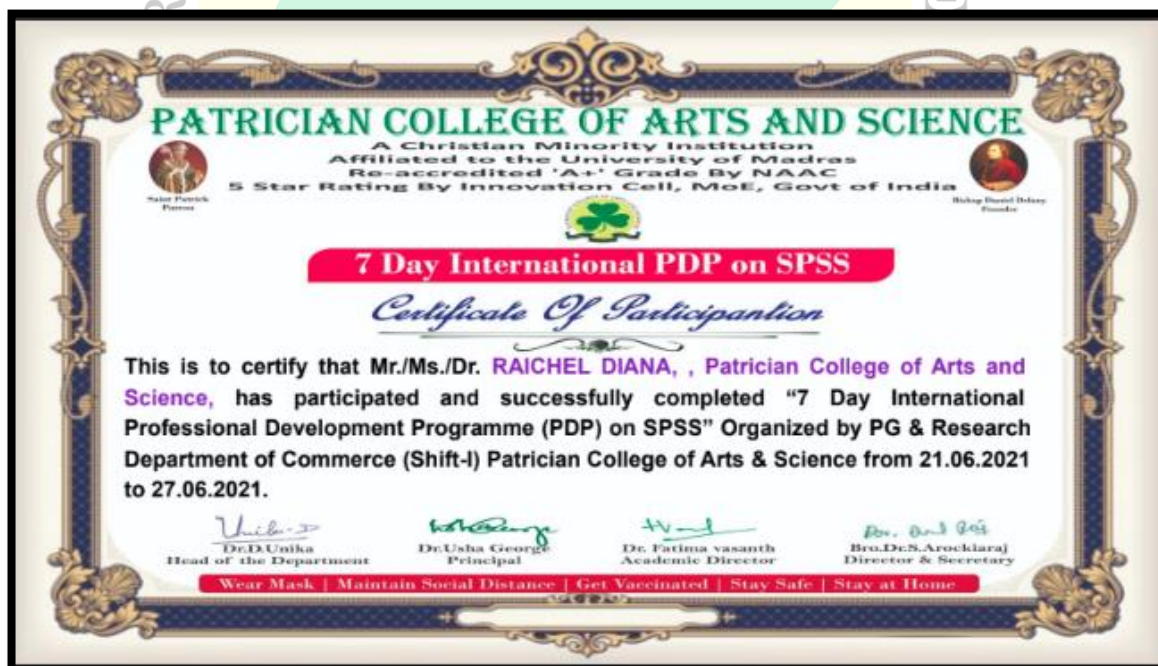 PATRICIAN COLLEGE OF ARTS AND SCIENCE
A Christian Minority Institution
Affiliated to the University of Madras
Re-accredited 'A+' Grade By NAAC
5 Star Rating By Innovation Cell, MoE, Govt of India
Saint Patrick
Patron
Bishop Daniel Delany
Founder
7 Day International PDP on SPSS
Certificate Of Participantion
This is to certify that Mr./Ms./Dr. RAICHEL DIANA, , Patrician College of Arts and
Science, has participated and successfully completed “7 Day International
Professional Development Programme (PDP) on SPSS” Organized by PG & Research
Department of Commerce (Shift-I) Patrician College of Arts & Science from 21.06.2021
to 27.06.2021.
Dr.D.Unika
Head of the Department
Dr.Usha George
Principal
Dr. Fatima vasanth
Academic Director
Bro.Dr.S.Arockiaraj
Director & Secretary
Wear Mask | Maintain Social Distance | Get Vaccinated | Stay Safe | Stay at Home